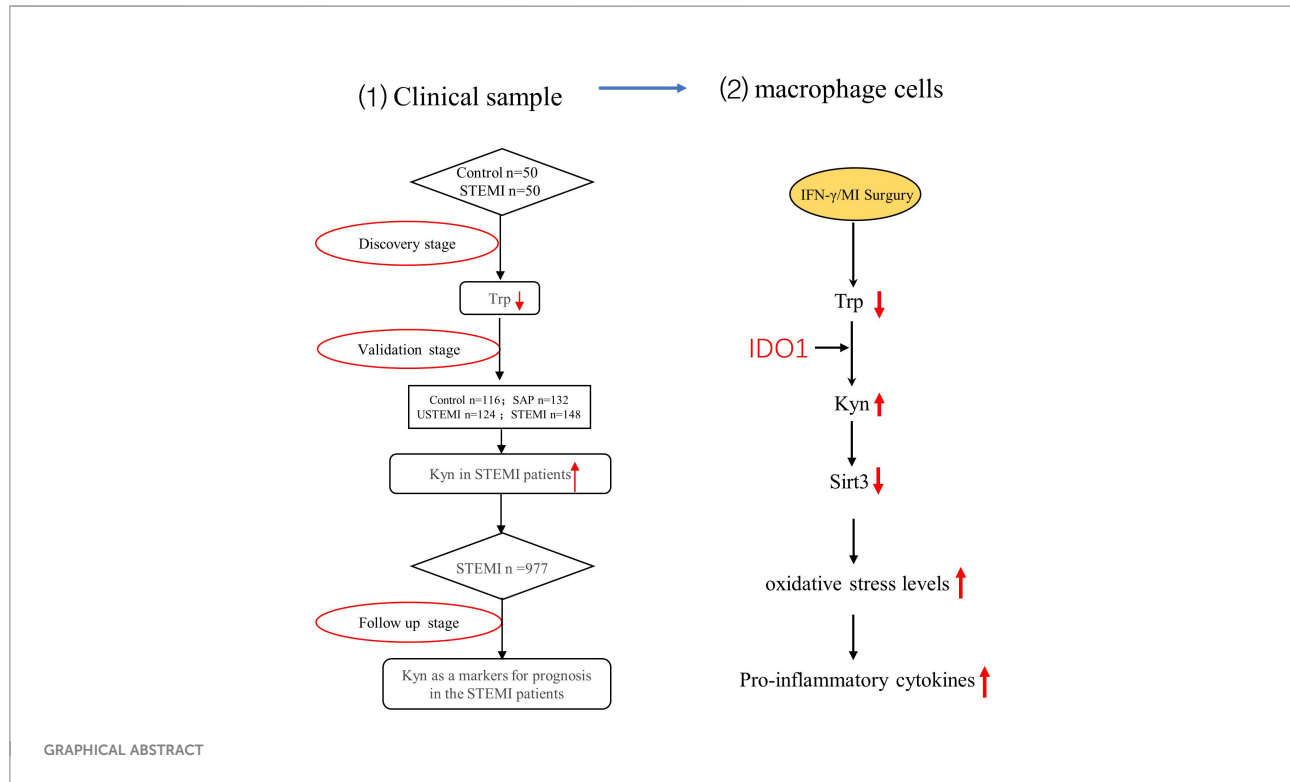 (1) Clinical sample
Control n=50
STEMI n=50
Discovery stage
Trp
Validation stage
Control n=116; SAP n=132
USTEMI n=124 ; STEMI n=148
Kyn in STEMI patients
STEMI n =977
Follow up stage
Kyn as a markers for prognosis
in the STEMI patients
(2) macrophage cells
IFN-γ/MI Surgury
Trp
IDO1
Kyn
Sirt3
oxidative stress levels
Pro-inflammatory cytokines
GRAPHICAL ABSTRACT